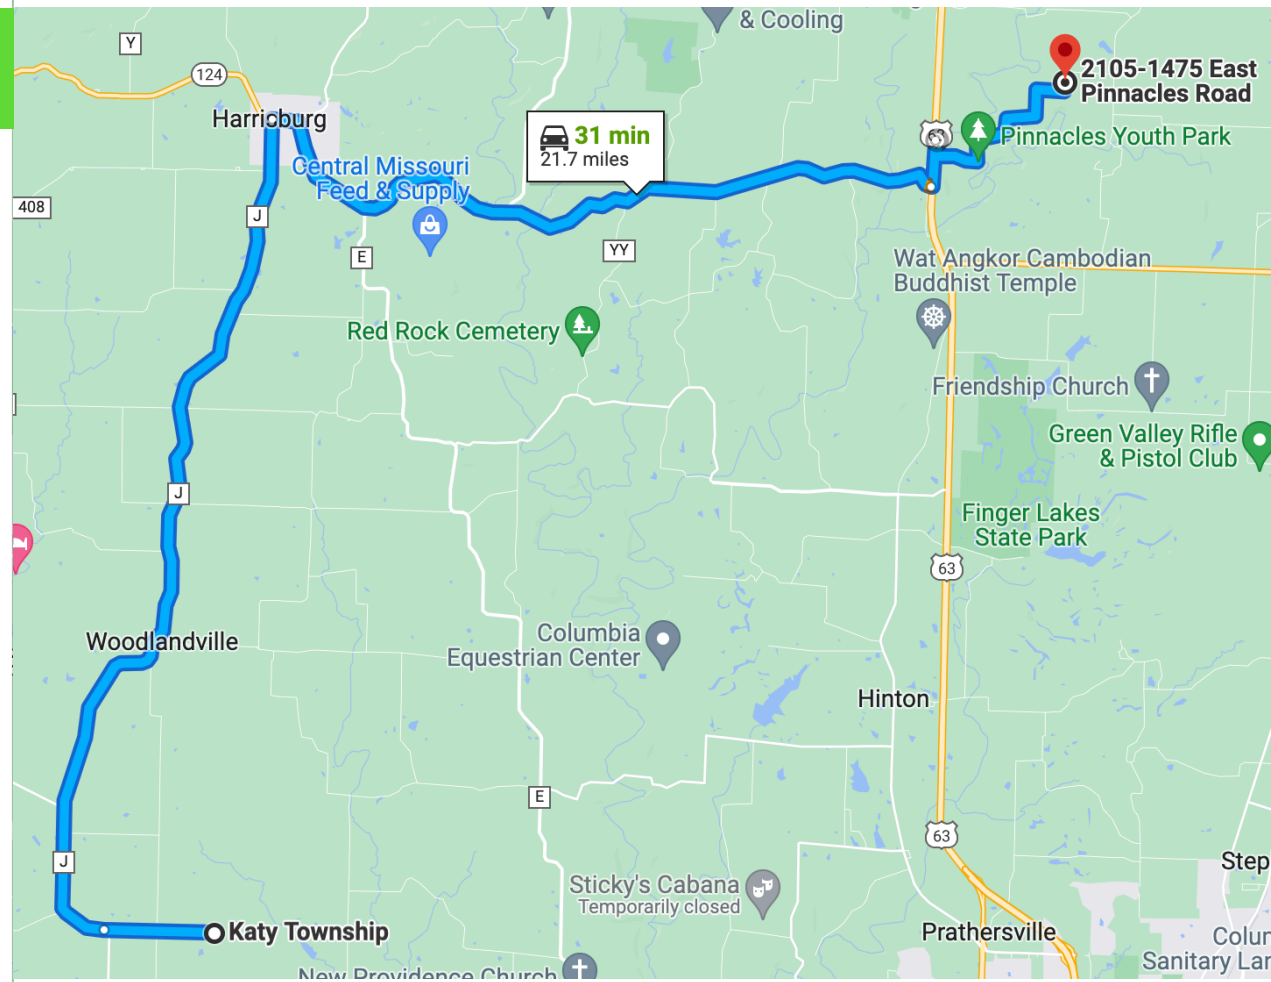 & Cooling
Y
124
2105-1475 East
Pinnacles Road
Harrisburg
31 min
21.7 miles
Pinnacles Youth Park
Central Missouri
Feed & Supply
408
J
E
YY
Wat Angkor Cambodian
Buddhist Temple
Red Rock Cemetery
Friendship Church
Green Valley Rifle
& Pistol Club
J
Finger Lakes
State Park
63
Woodlandville
Columbia
Equestrian Center
Hinton
E
63
J
Step
Sticky's Cabana
Temporarily closed
Katy Township
Prathersville
Colum
Sanitary Lan
New Providence Church